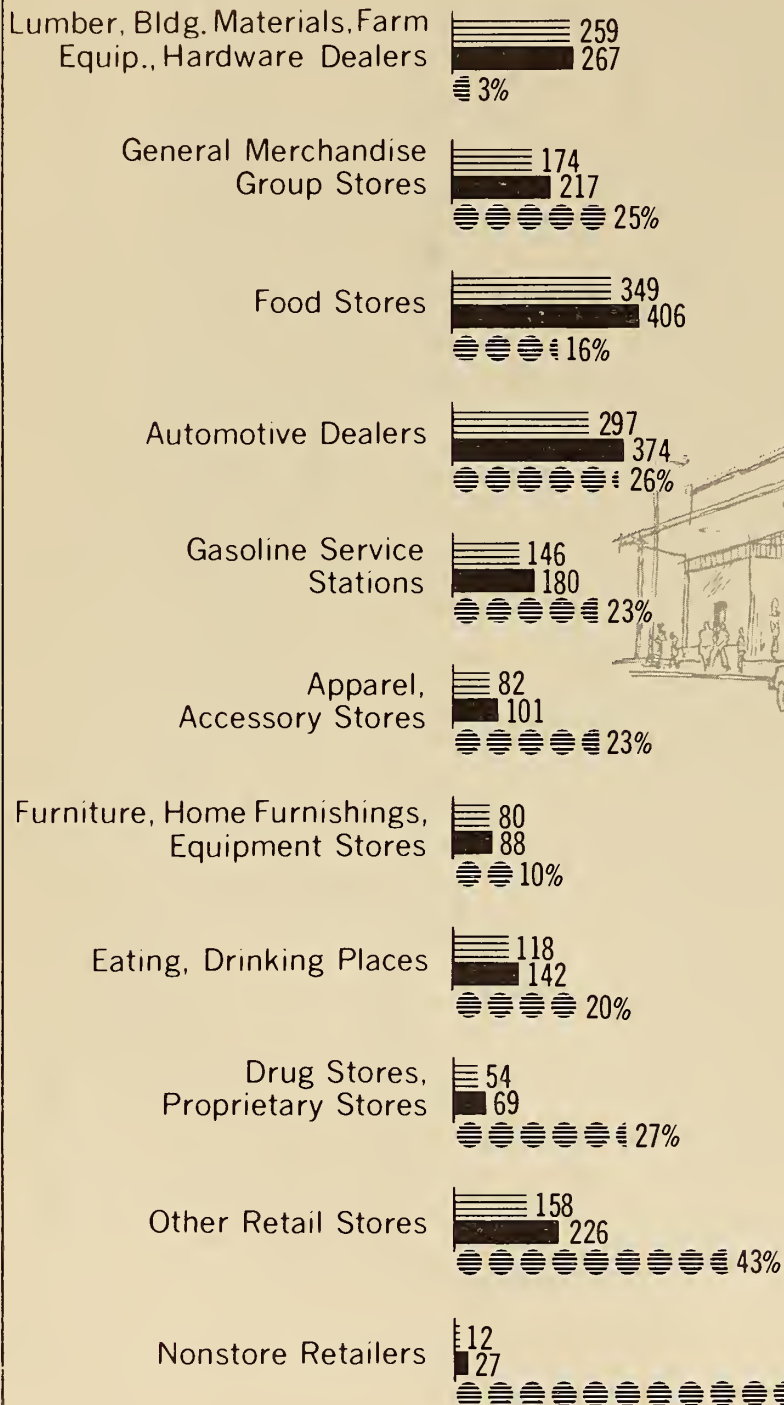 Lumber, Bldg. Materials, Farm
Equip., Hardware Dealers
259
267
3%
General Merchandise
Group Stores
174
217
25%
Food Stores
349
406
16%
Automotive Dealers
297
374
26%
Gasoline Service
Stations
146
180
23%
Apparel,
Accessory Stores
82
101
23%
Furniture, Home Furnishings,
Equipment Stores
80
88
10%
Eating, Drinking Places
118
142
20%
Drug Stores,
Proprietary Stores
54
69
27%
Other Retail Stores
158
226
43%
Nonstore Retailers
12
27